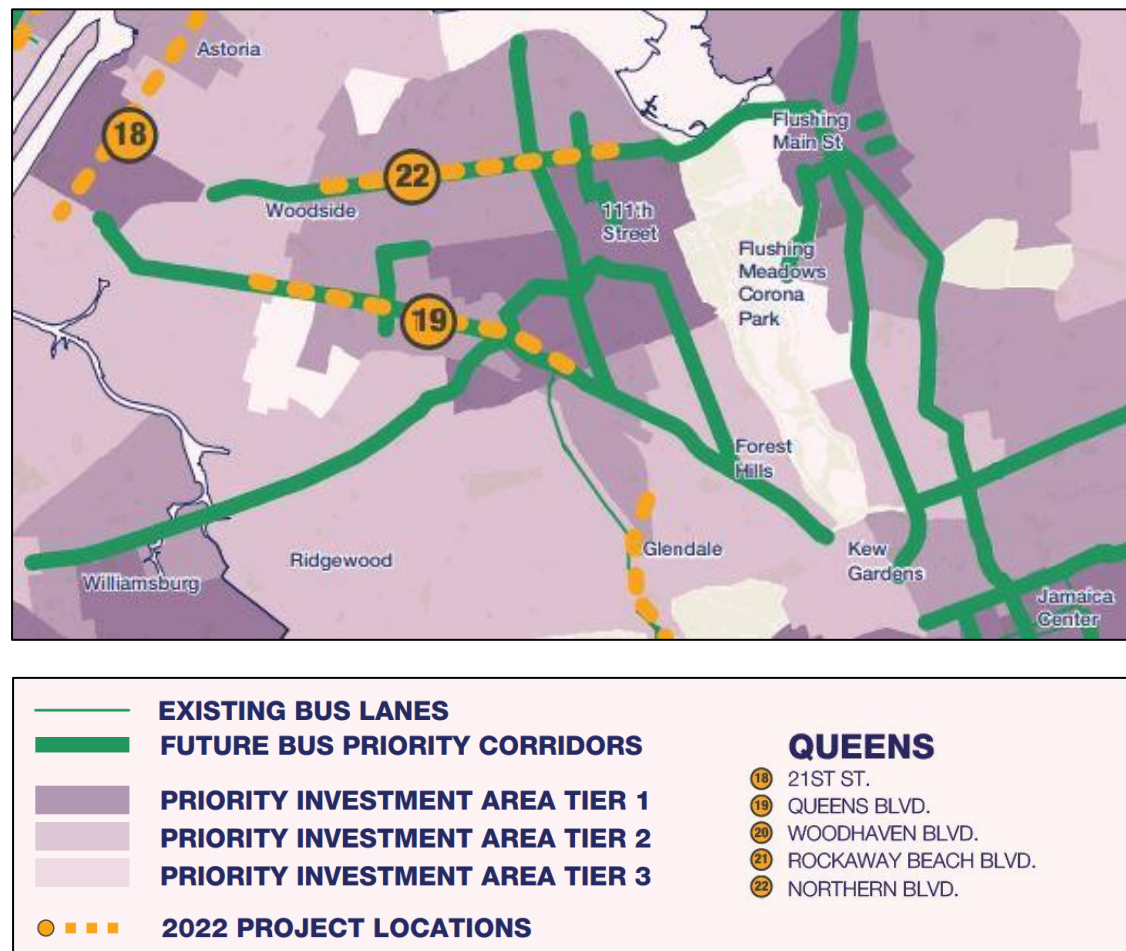 Astoria
18
Flushing
Main St
22
Woodside
111th
Street
Flushing
Meadows
Corona
Park
19
Forest
Hills
Glendale
Kew
Gardens
Ridgewood
Williamsburg
Jamaica
Center
EXISTING BUS LANES
FUTURE BUS PRIORITY CORRIDORS
PRIORITY INVESTMENT AREA TIER 1
PRIORITY INVESTMENT AREA TIER 2
PRIORITY INVESTMENT AREA TIER 3
2022 PROJECT LOCATIONS
QUEENS
18 21ST ST.
19 QUEENS BLVD.
20 WOODHAVEN BLVD.
21 ROCKAWAY BEACH BLVD.
22 NORTHERN BLVD.